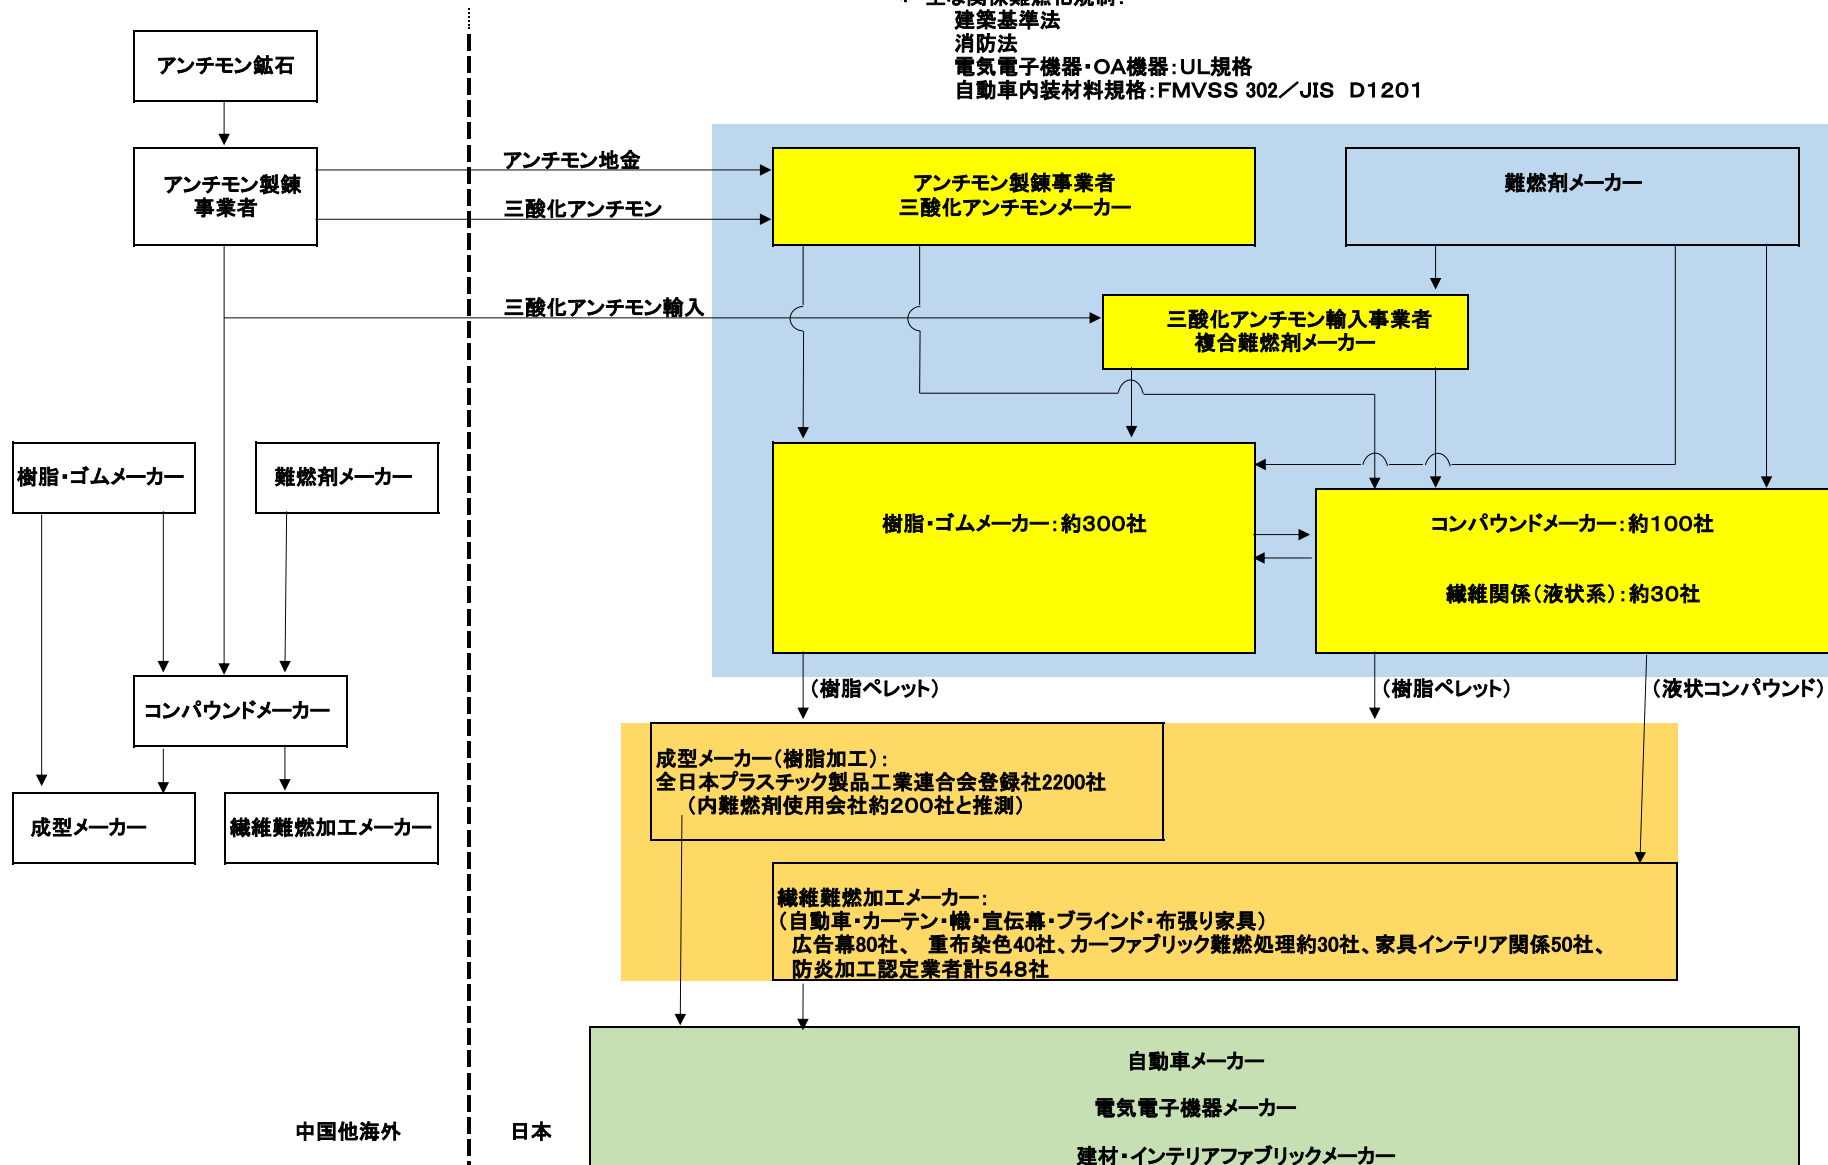 主な関係難燃化規制：
建築基準法
消防法
電気電子機器・ＯＡ機器：ＵＬ規格
自動車内装材料規格：ＦＭＶＳＳ 302／ＪＩＳ　Ｄ１２０１
アンチモン鉱石
アンチモン製錬
事業者
アンチモン地金
三酸化アンチモン
アンチモン製錬事業者
三酸化アンチモンメーカー
難燃剤メーカー
三酸化アンチモン輸入
三酸化アンチモン輸入事業者
複合難燃剤メーカー
樹脂・ゴムメーカー
難燃剤メーカー
樹脂・ゴムメーカー：約３００社
コンパウンドメーカー：約１００社
繊維関係（液状系）：約３０社
（樹脂ペレット）
（樹脂ペレット）
（液状コンパウンド）
コンパウンドメーカー
成型メーカー
繊維難燃加工メーカー
成型メーカー（樹脂加工）：
全日本プラスチック製品工業連合会登録社2200社
（内難燃剤使用会社約２００社と推測）
繊維難燃加工メーカー：
（自動車・カーテン・幟・宣伝幕・ブラインド・布張り家具）
広告幕80社、　重布染色40社、カーファブリック難燃処理約30社、家具インテリア関係50社、
防炎加工認定業者計５４８社
自動車メーカー
電気電子機器メーカー
建材・インテリアファブリックメーカー
中国他海外
日本